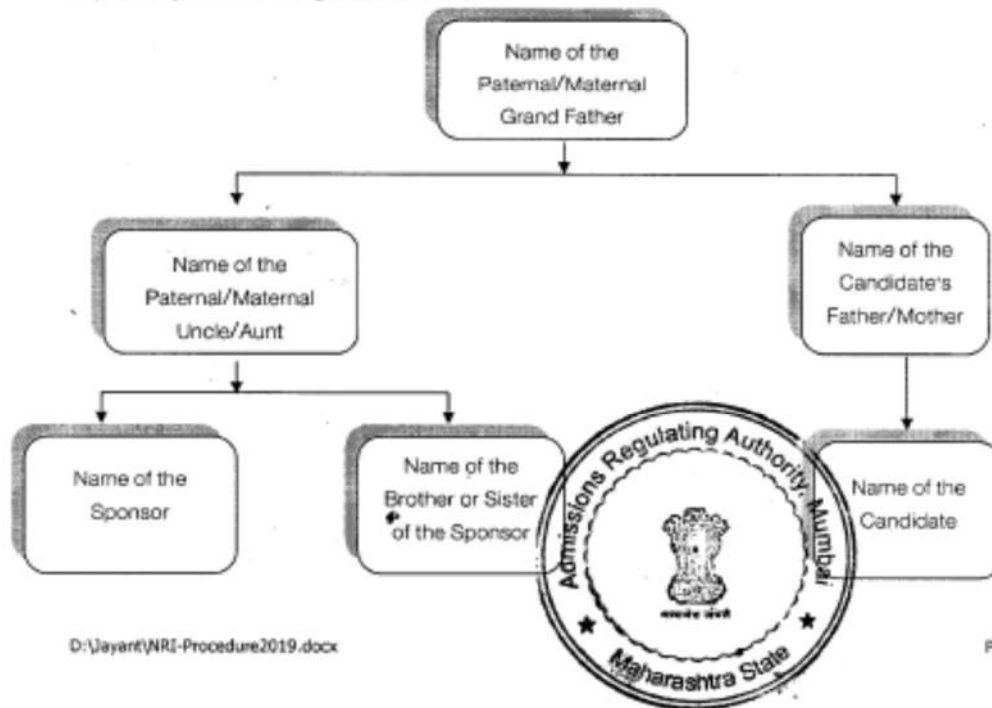 Name of the
Paternal/Maternal
Grand Father
Name of the
Paternal/Maternal
Uncle/Aunt
Name of the
Candidate's
Father/Mother
Name of the
Sponsor
Name of the
Brother or Sister
of the Sponsor
Name of the
Candidate
Admissions Regulating Authority, Mumbai
Maharashtra State
D:\Jayant\NRI-Procedure2019.docx